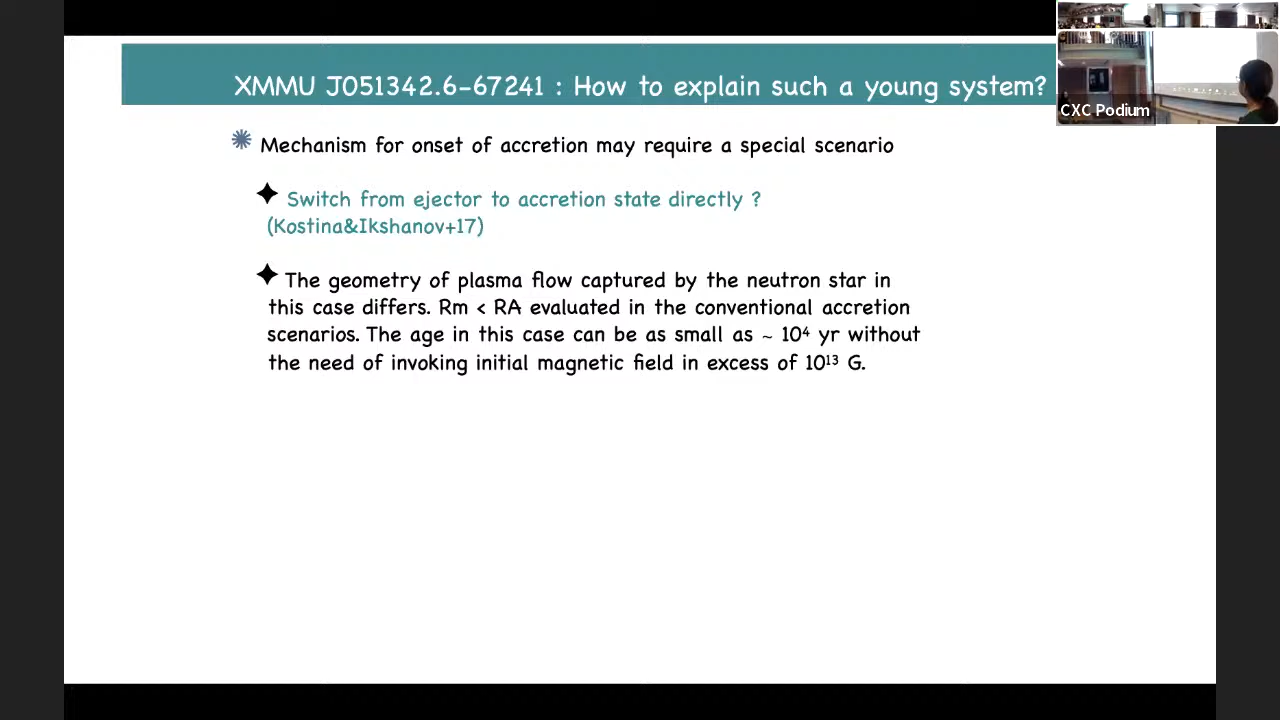 XMMU J051342.6-67241 : How to explain such a young system?
CXC Podium
Mechanism for onset of accretion may require a special scenario
Switch from ejector to accretion state directly ?
(Kostina&Ikshanov+17)
The geometry of plasma flow captured by the neutron star in
this case differs. Rm < RA evaluated in the conventional accretion
scenarios. The age in this case can be as small as ~ 10⁴ yr without
the need of invoking initial magnetic field in excess of 10¹³ G.